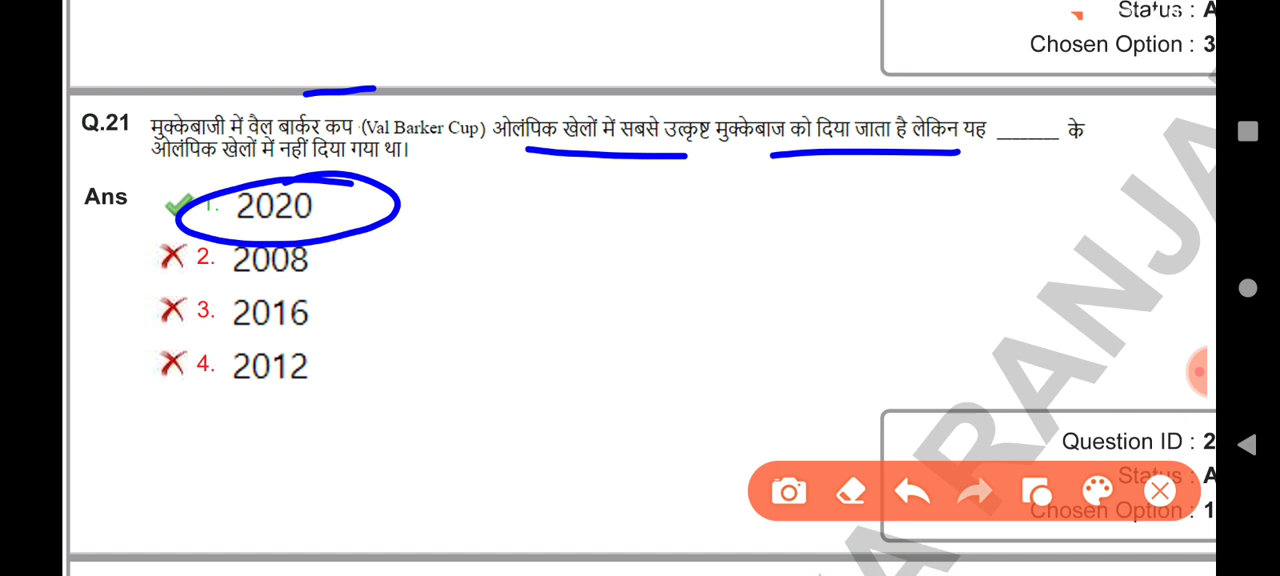 Status : A
Chosen Option : 3
Q.21 मुक्केबाजी में वैल बार्कर कप (Val Barker Cup) ओलंपिक खेलों में सबसे उत्कृष्ट मुक्केबाज को दिया जाता है लेकिन यह ______ के
ओलंपिक खेलों में नहीं दिया गया था।
Ans 1. 2020
2. 2008
3. 2016
4. 2012
Question ID : 2
Status : A
Chosen Option : 1
A RANJA